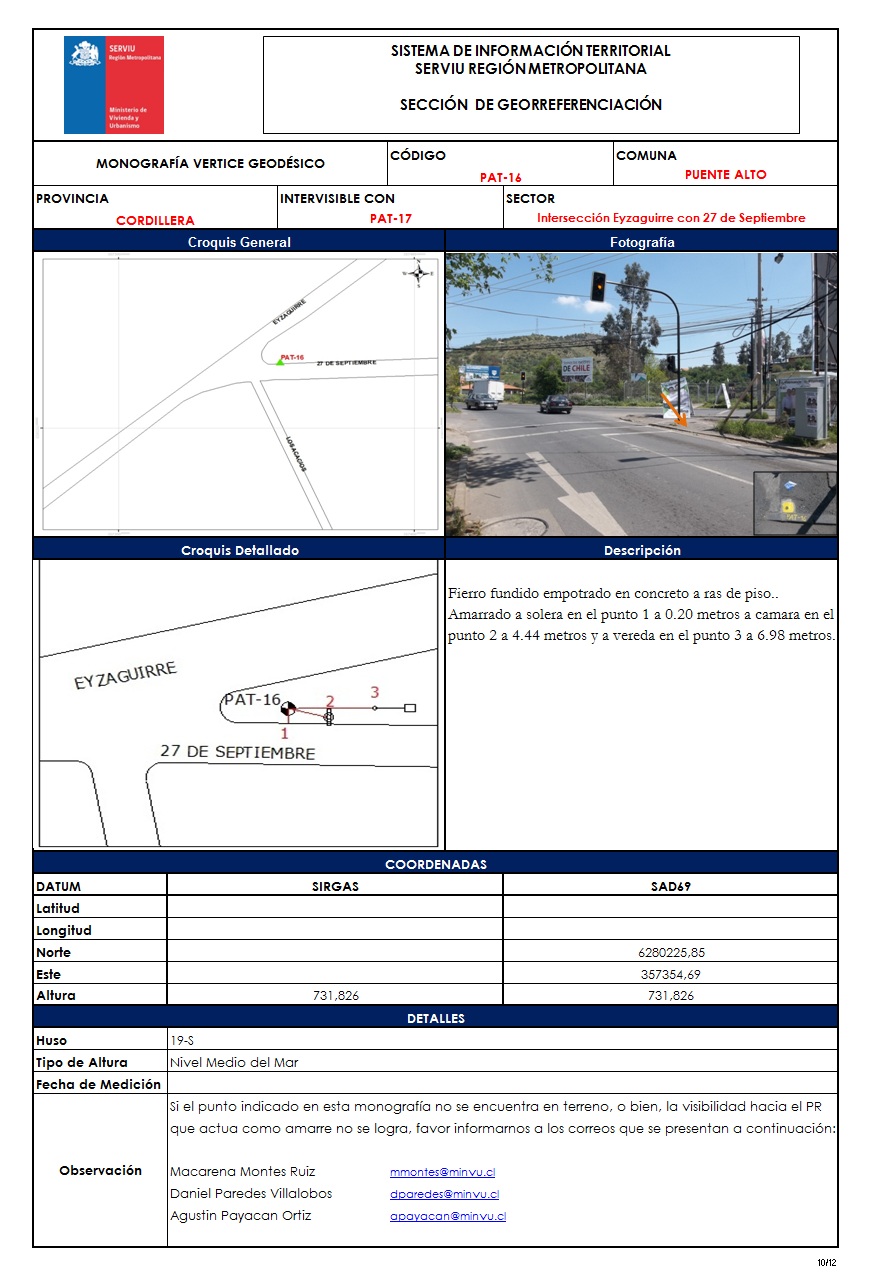 SERVIU
Región Metropolitana
Ministerio de
Vivienda y
Urbanismo
SISTEMA DE INFORMACIÓN TERRITORIAL
SERVIU REGIÓN METROPOLITANA
SECCIÓN DE GEORREFERENCIACIÓN
MONOGRAFÍA VERTICE GEODÉSICO
CÓDIGO
PAT-16
COMUNA
PUENTE ALTO
PROVINCIA
CORDILLERA
INTERVISIBLE CON
PAT-17
SECTOR
Intersección Eyzaguirre con 27 de Septiembre
Croquis General
Fotografía
N
W
E
S
EYZAGUIRRE
PAT-16
27 DE SEPTIEMBRE
LOS ACACIOS
DE CHILE
Croquis Detallado
Descripción
EYZAGUIRRE
PAT-16
1
2
3
27 DE SEPTIEMBRE
Fierro fundido empotrado en concreto a ras de piso..
Amarrado a solera en el punto 1 a 0.20 metros a camara en el
punto 2 a 4.44 metros y a vereda en el punto 3 a 6.98 metros.
COORDENADAS
DATUM SIRGAS SAD69
Latitud
Longitud
Norte 6280225,85
Este 357354,69
Altura 731,826 731,826
DETALLES
Huso 19-S
Tipo de Altura Nivel Medio del Mar
Fecha de Medición
Observación
Si el punto indicado en esta monografía no se encuentra en terreno, o bien, la visibilidad hacia el PR
que actua como amarre no se logra, favor informarnos a los correos que se presentan a continuación:
Macarena Montes Ruiz mmontes@minvu.cl
Daniel Paredes Villalobos dparedes@minvu.cl
Agustin Payacan Ortiz apayacan@minvu.cl
10/12